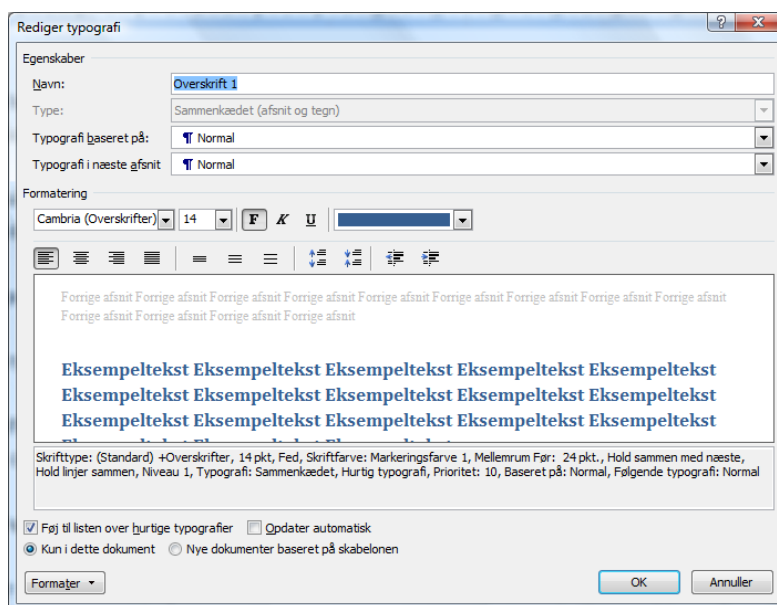 Rediger typografi
Egenskaber
Navn:
Overskrift 1
Type:
Sammenkædet (afsnit og tegn)
Typografi baseret på:
¶ Normal
Typografi i næste afsnit
¶ Normal
Formatering
Cambria (Overskrifter) 14 F K U
Forrige afsnit Forrige afsnit Forrige afsnit Forrige afsnit Forrige afsnit Forrige afsnit Forrige afsnit Forrige afsnit Forrige afsnit
Forrige afsnit Forrige afsnit Forrige afsnit Forrige afsnit
Eksempeltekst Eksempeltekst Eksempeltekst Eksempeltekst Eksempeltekst
Eksempeltekst Eksempeltekst Eksempeltekst Eksempeltekst Eksempeltekst
Eksempeltekst Eksempeltekst Eksempeltekst Eksempeltekst Eksempeltekst
Skrifttype: (Standard) +Overskrifter, 14 pkt, Fed, Skriftfarve: Markeringsfarve 1, Mellemrum Før:  24 pkt., Hold sammen med næste,
Hold linjer sammen, Niveau 1, Typografi: Sammenkædet, Hurtig typografi, Prioritet: 10, Baseret på: Normal, Følgende typografi: Normal
Føj til listen over hurtige typografier
Opdater automatisk
Kun i dette dokument
Nye dokumenter baseret på skabelonen
Formater
OK
Annuller